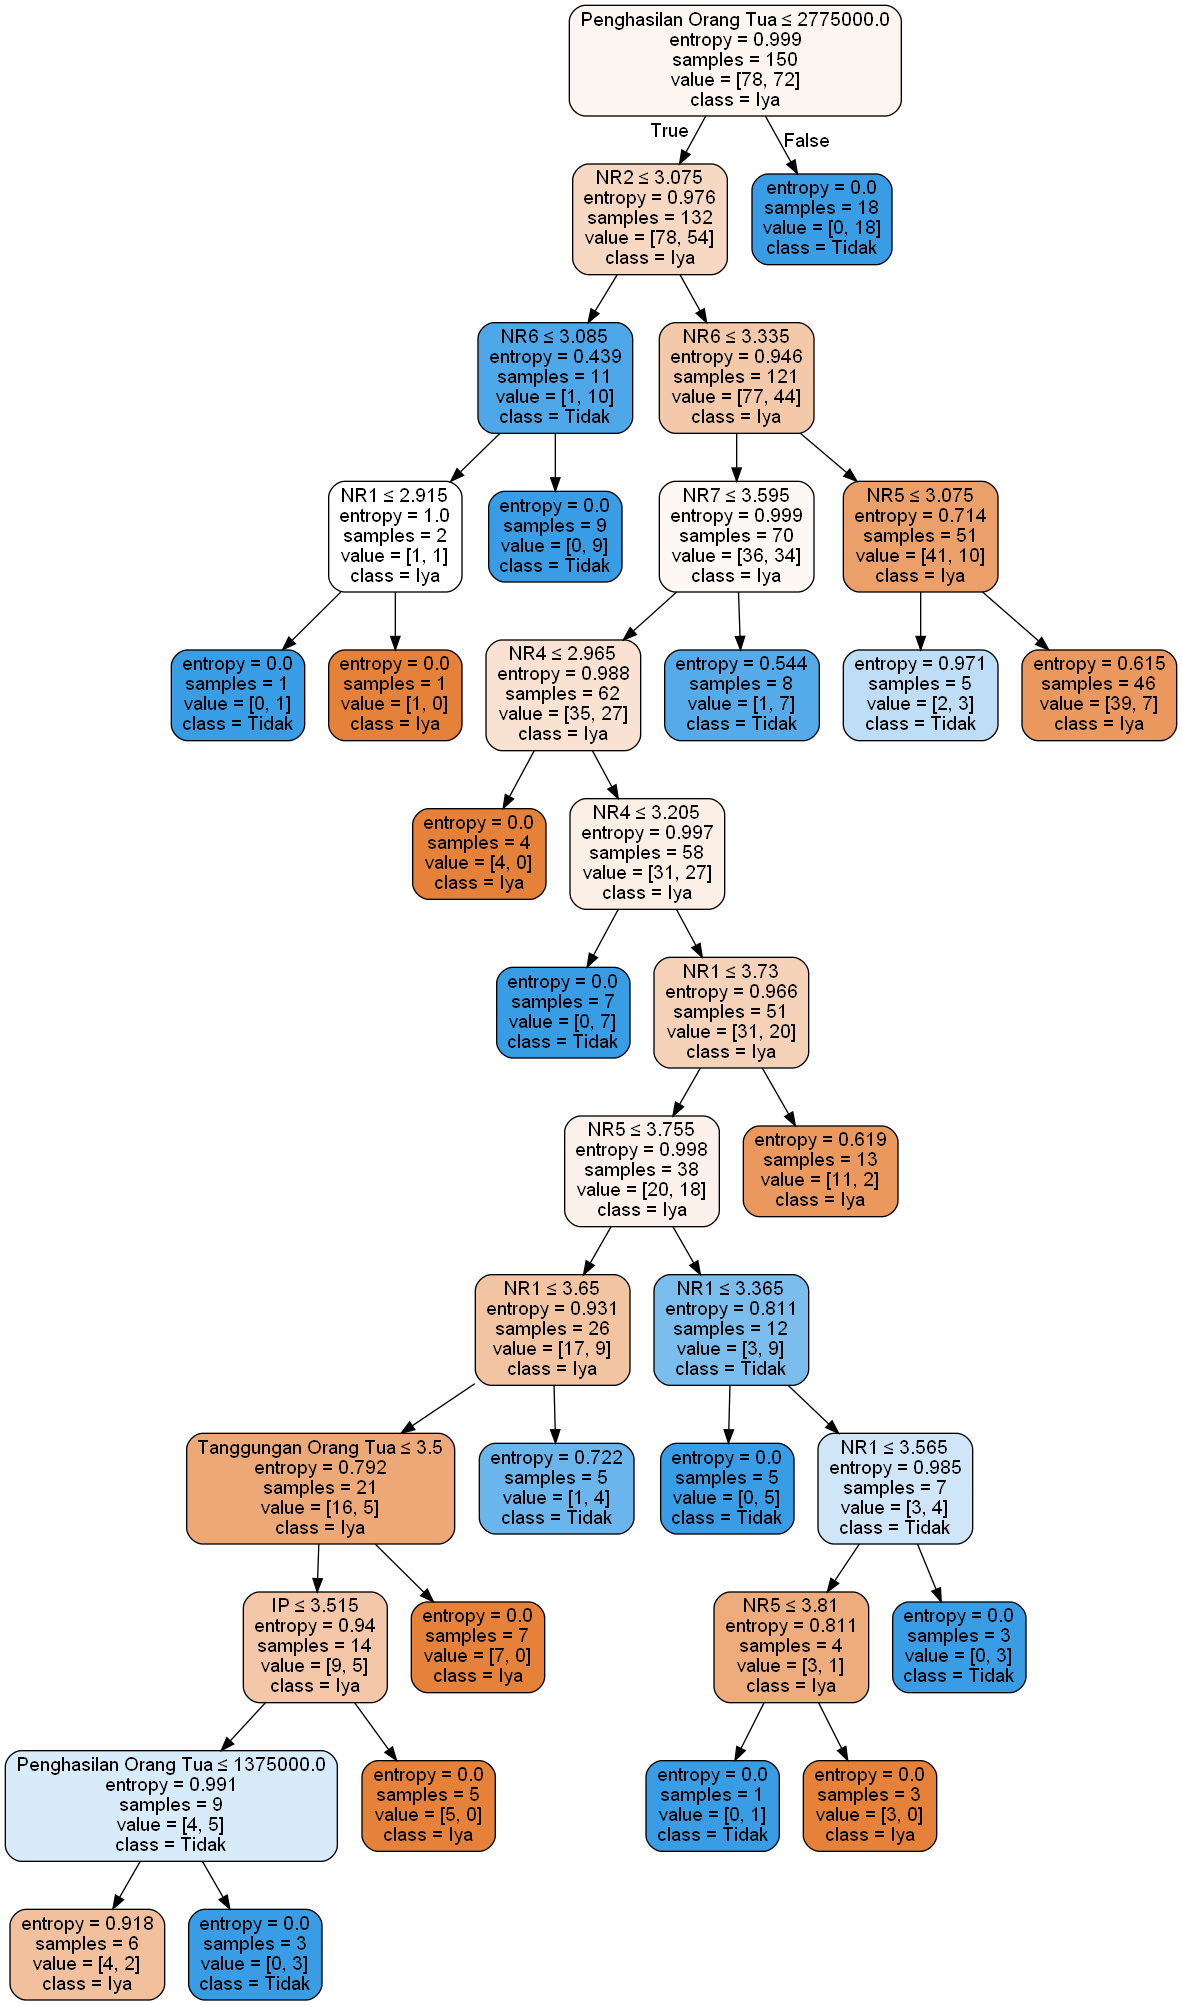 Penghasilan Orang Tua ≤ 2775000.0
entropy = 0.999
samples = 150
value = [78, 72]
class = Iya
True
False
NR2 ≤ 3.075
entropy = 0.976
samples = 132
value = [78, 54]
class = Iya
entropy = 0.0
samples = 18
value = [0, 18]
class = Tidak
NR6 ≤ 3.085
entropy = 0.439
samples = 11
value = [1, 10]
class = Tidak
NR6 ≤ 3.335
entropy = 0.946
samples = 121
value = [77, 44]
class = Iya
NR1 ≤ 2.915
entropy = 1.0
samples = 2
value = [1, 1]
class = Iya
entropy = 0.0
samples = 9
value = [0, 9]
class = Tidak
NR7 ≤ 3.595
entropy = 0.999
samples = 70
value = [36, 34]
class = Iya
NR5 ≤ 3.075
entropy = 0.714
samples = 51
value = [41, 10]
class = Iya
entropy = 0.0
samples = 1
value = [0, 1]
class = Tidak
entropy = 0.0
samples = 1
value = [1, 0]
class = Iya
NR4 ≤ 2.965
entropy = 0.988
samples = 62
value = [35, 27]
class = Iya
entropy = 0.544
samples = 8
value = [1, 7]
class = Tidak
entropy = 0.971
samples = 5
value = [2, 3]
class = Tidak
entropy = 0.615
samples = 46
value = [39, 7]
class = Iya
entropy = 0.0
samples = 4
value = [4, 0]
class = Iya
NR4 ≤ 3.205
entropy = 0.997
samples = 58
value = [31, 27]
class = Iya
entropy = 0.0
samples = 7
value = [0, 7]
class = Tidak
NR1 ≤ 3.73
entropy = 0.966
samples = 51
value = [31, 20]
class = Iya
NR5 ≤ 3.755
entropy = 0.998
samples = 38
value = [20, 18]
class = Iya
entropy = 0.619
samples = 13
value = [11, 2]
class = Iya
NR1 ≤ 3.65
entropy = 0.931
samples = 26
value = [17, 9]
class = Iya
NR1 ≤ 3.365
entropy = 0.811
samples = 12
value = [3, 9]
class = Tidak
Tanggungan Orang Tua ≤ 3.5
entropy = 0.792
samples = 21
value = [16, 5]
class = Iya
entropy = 0.722
samples = 5
value = [1, 4]
class = Tidak
entropy = 0.0
samples = 5
value = [0, 5]
class = Tidak
NR1 ≤ 3.565
entropy = 0.985
samples = 7
value = [3, 4]
class = Tidak
IP ≤ 3.515
entropy = 0.94
samples = 14
value = [9, 5]
class = Iya
entropy = 0.0
samples = 7
value = [7, 0]
class = Iya
NR5 ≤ 3.81
entropy = 0.811
samples = 4
value = [3, 1]
class = Iya
entropy = 0.0
samples = 3
value = [0, 3]
class = Tidak
Penghasilan Orang Tua ≤ 1375000.0
entropy = 0.991
samples = 9
value = [4, 5]
class = Tidak
entropy = 0.0
samples = 5
value = [5, 0]
class = Iya
entropy = 0.0
samples = 1
value = [0, 1]
class = Tidak
entropy = 0.0
samples = 3
value = [3, 0]
class = Iya
entropy = 0.918
samples = 6
value = [4, 2]
class = Iya
entropy = 0.0
samples = 3
value = [0, 3]
class = Tidak